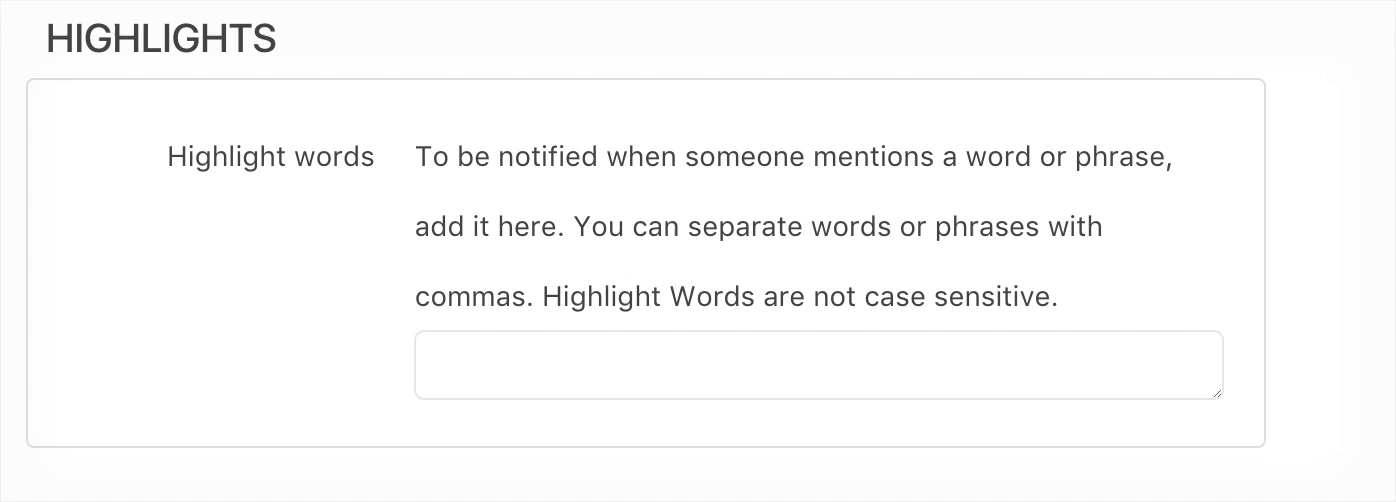 HIGHLIGHTS
Highlight words
To be notified when someone mentions a word or phrase,
add it here. You can separate words or phrases with
commas. Highlight Words are not case sensitive.